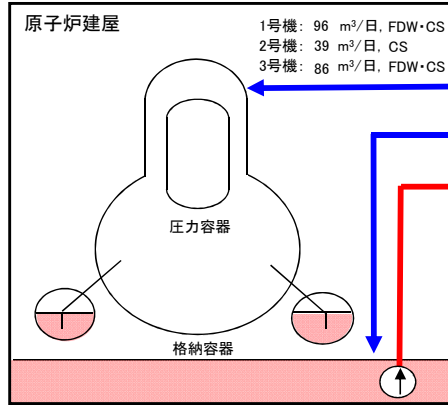 原子炉建屋
1号機: 96 m³/日, FDW・CS
2号機: 39 m³/日, CS
3号機: 86 m³/日, FDW・CS
圧力容器
格納容器